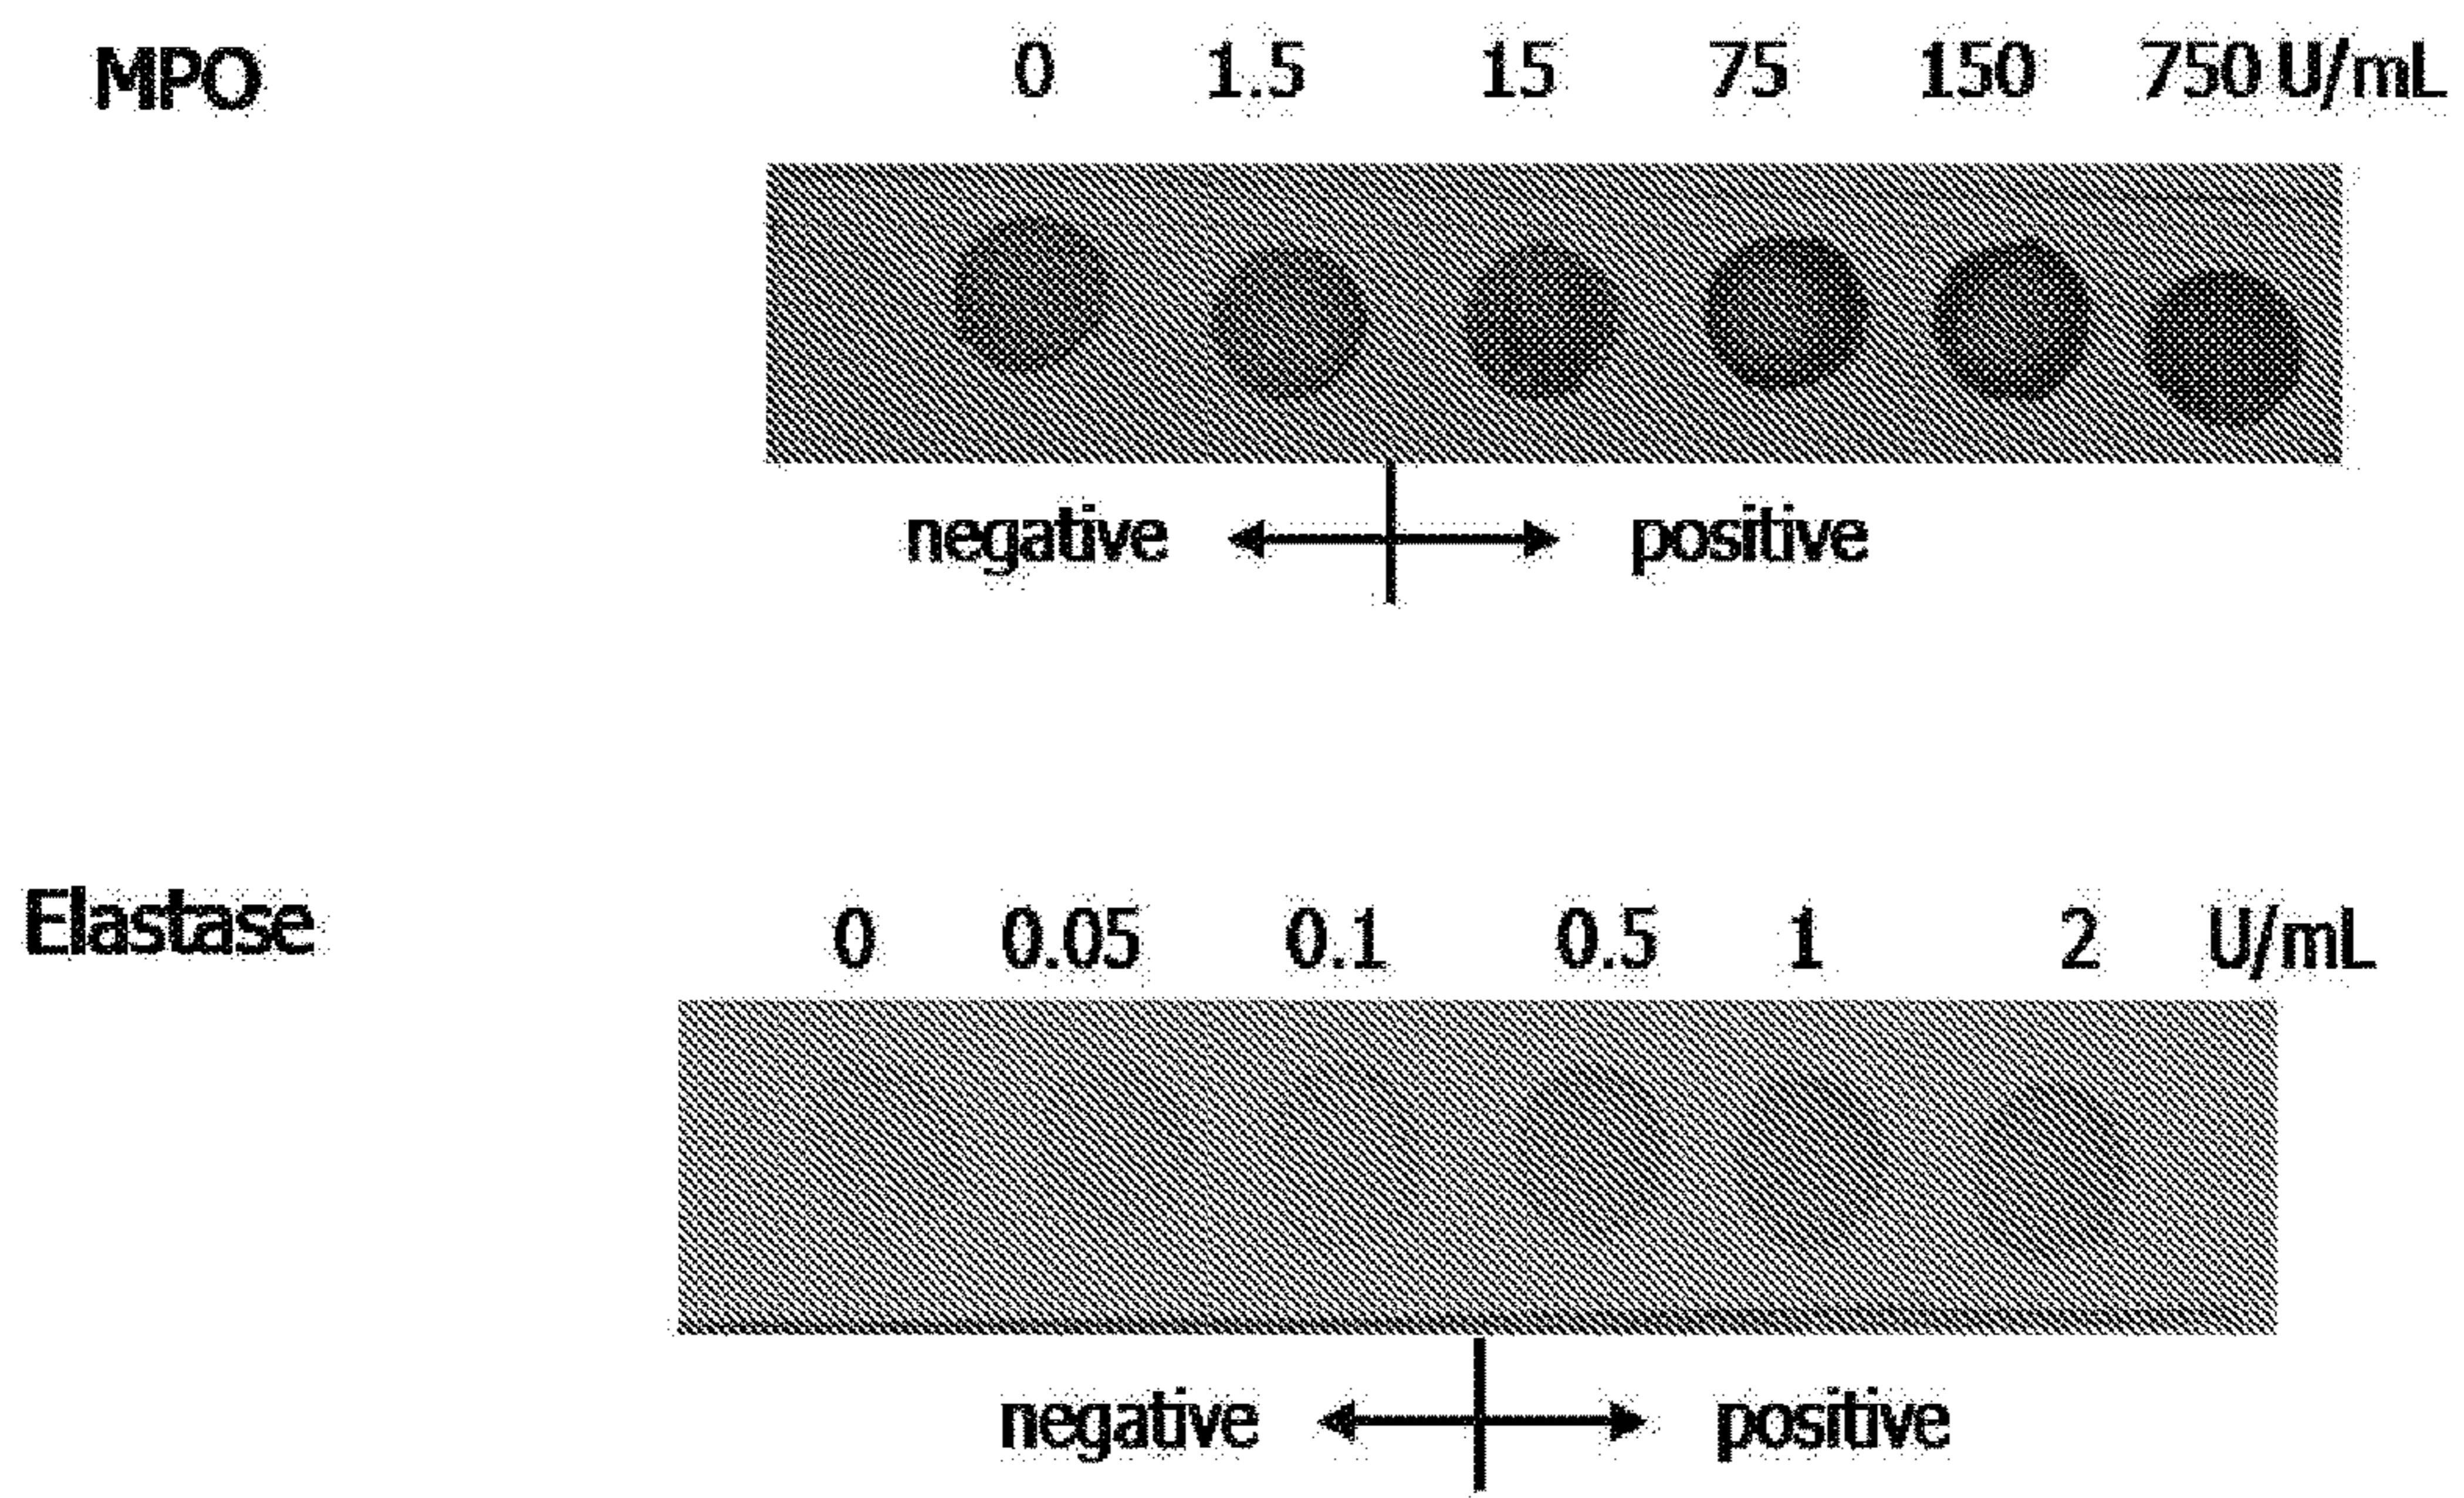 MPO 0 1.5 15 75 150 750 U/mL
negative positive
Elastase 0 0.05 0.1 0.5 1 2 U/mL
negative positive